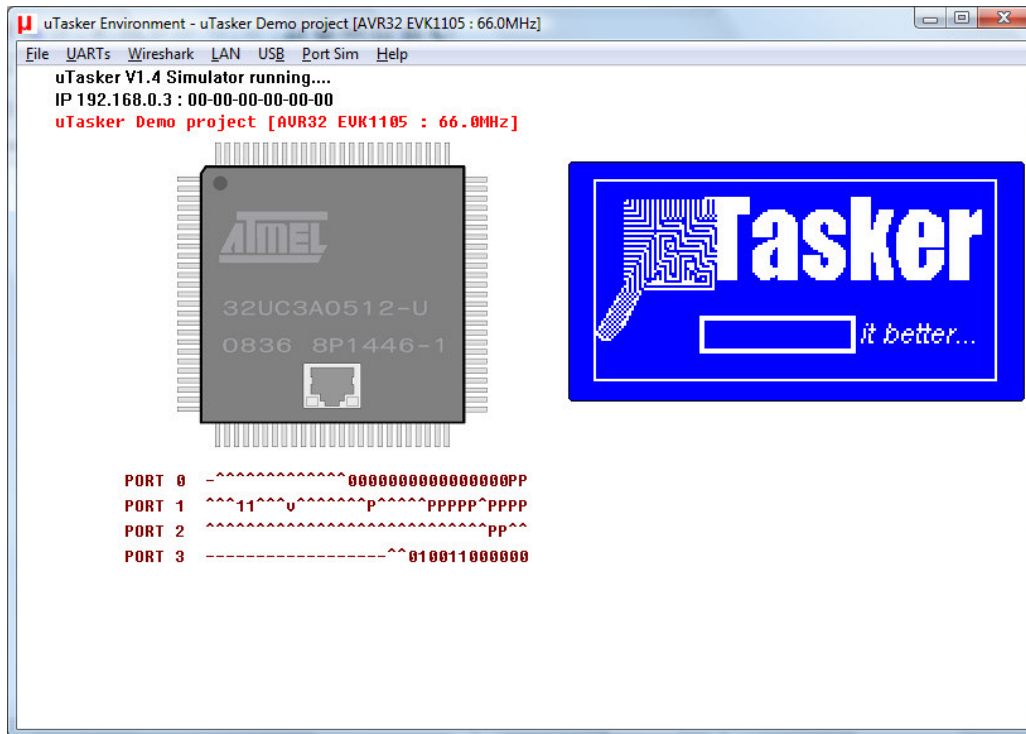 uTasker Environment - uTasker Demo project [AVR32 EVK1105 : 66.0MHz]
File UARTs Wireshark LAN USB Port Sim Help
uTasker V1.4 Simulator running....
IP 192.168.0.3 : 00-00-00-00-00-00
uTasker Demo project [AVR32 EVK1105 : 66.0MHz]
ATMEL
32UC3A0512-U
0836 8P1446-1
µTasker
it better...
PORT 0 -^^^^^^^^^^^^^0000000000000000PP
PORT 1 ^^^11^^^v^^^^^^^P^^^^^PPPPP^PPPP
PORT 2 ^^^^^^^^^^^^^^^^^^^^^^^^^^^^PP^^
PORT 3 ------------------^^010011000000